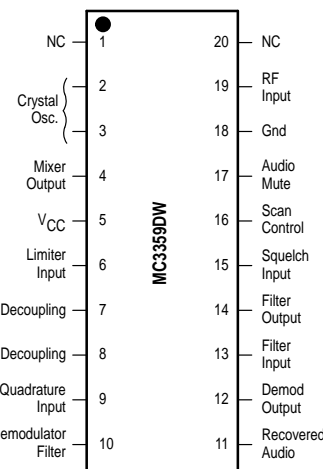 NC 1 20 NC
Crystal Osc. 2 19 RF Input
3 18 Gnd
Mixer Output 4 17 Audio Mute
VCC 5 16 Scan Control
Limiter Input 6 15 Squelch Input
MC3359DW
Decoupling 7 14 Filter Output
Decoupling 8 13 Filter Input
Quadrature Input 9 12 Demod Output
emodulator Filter 10 11 Recovered Audio